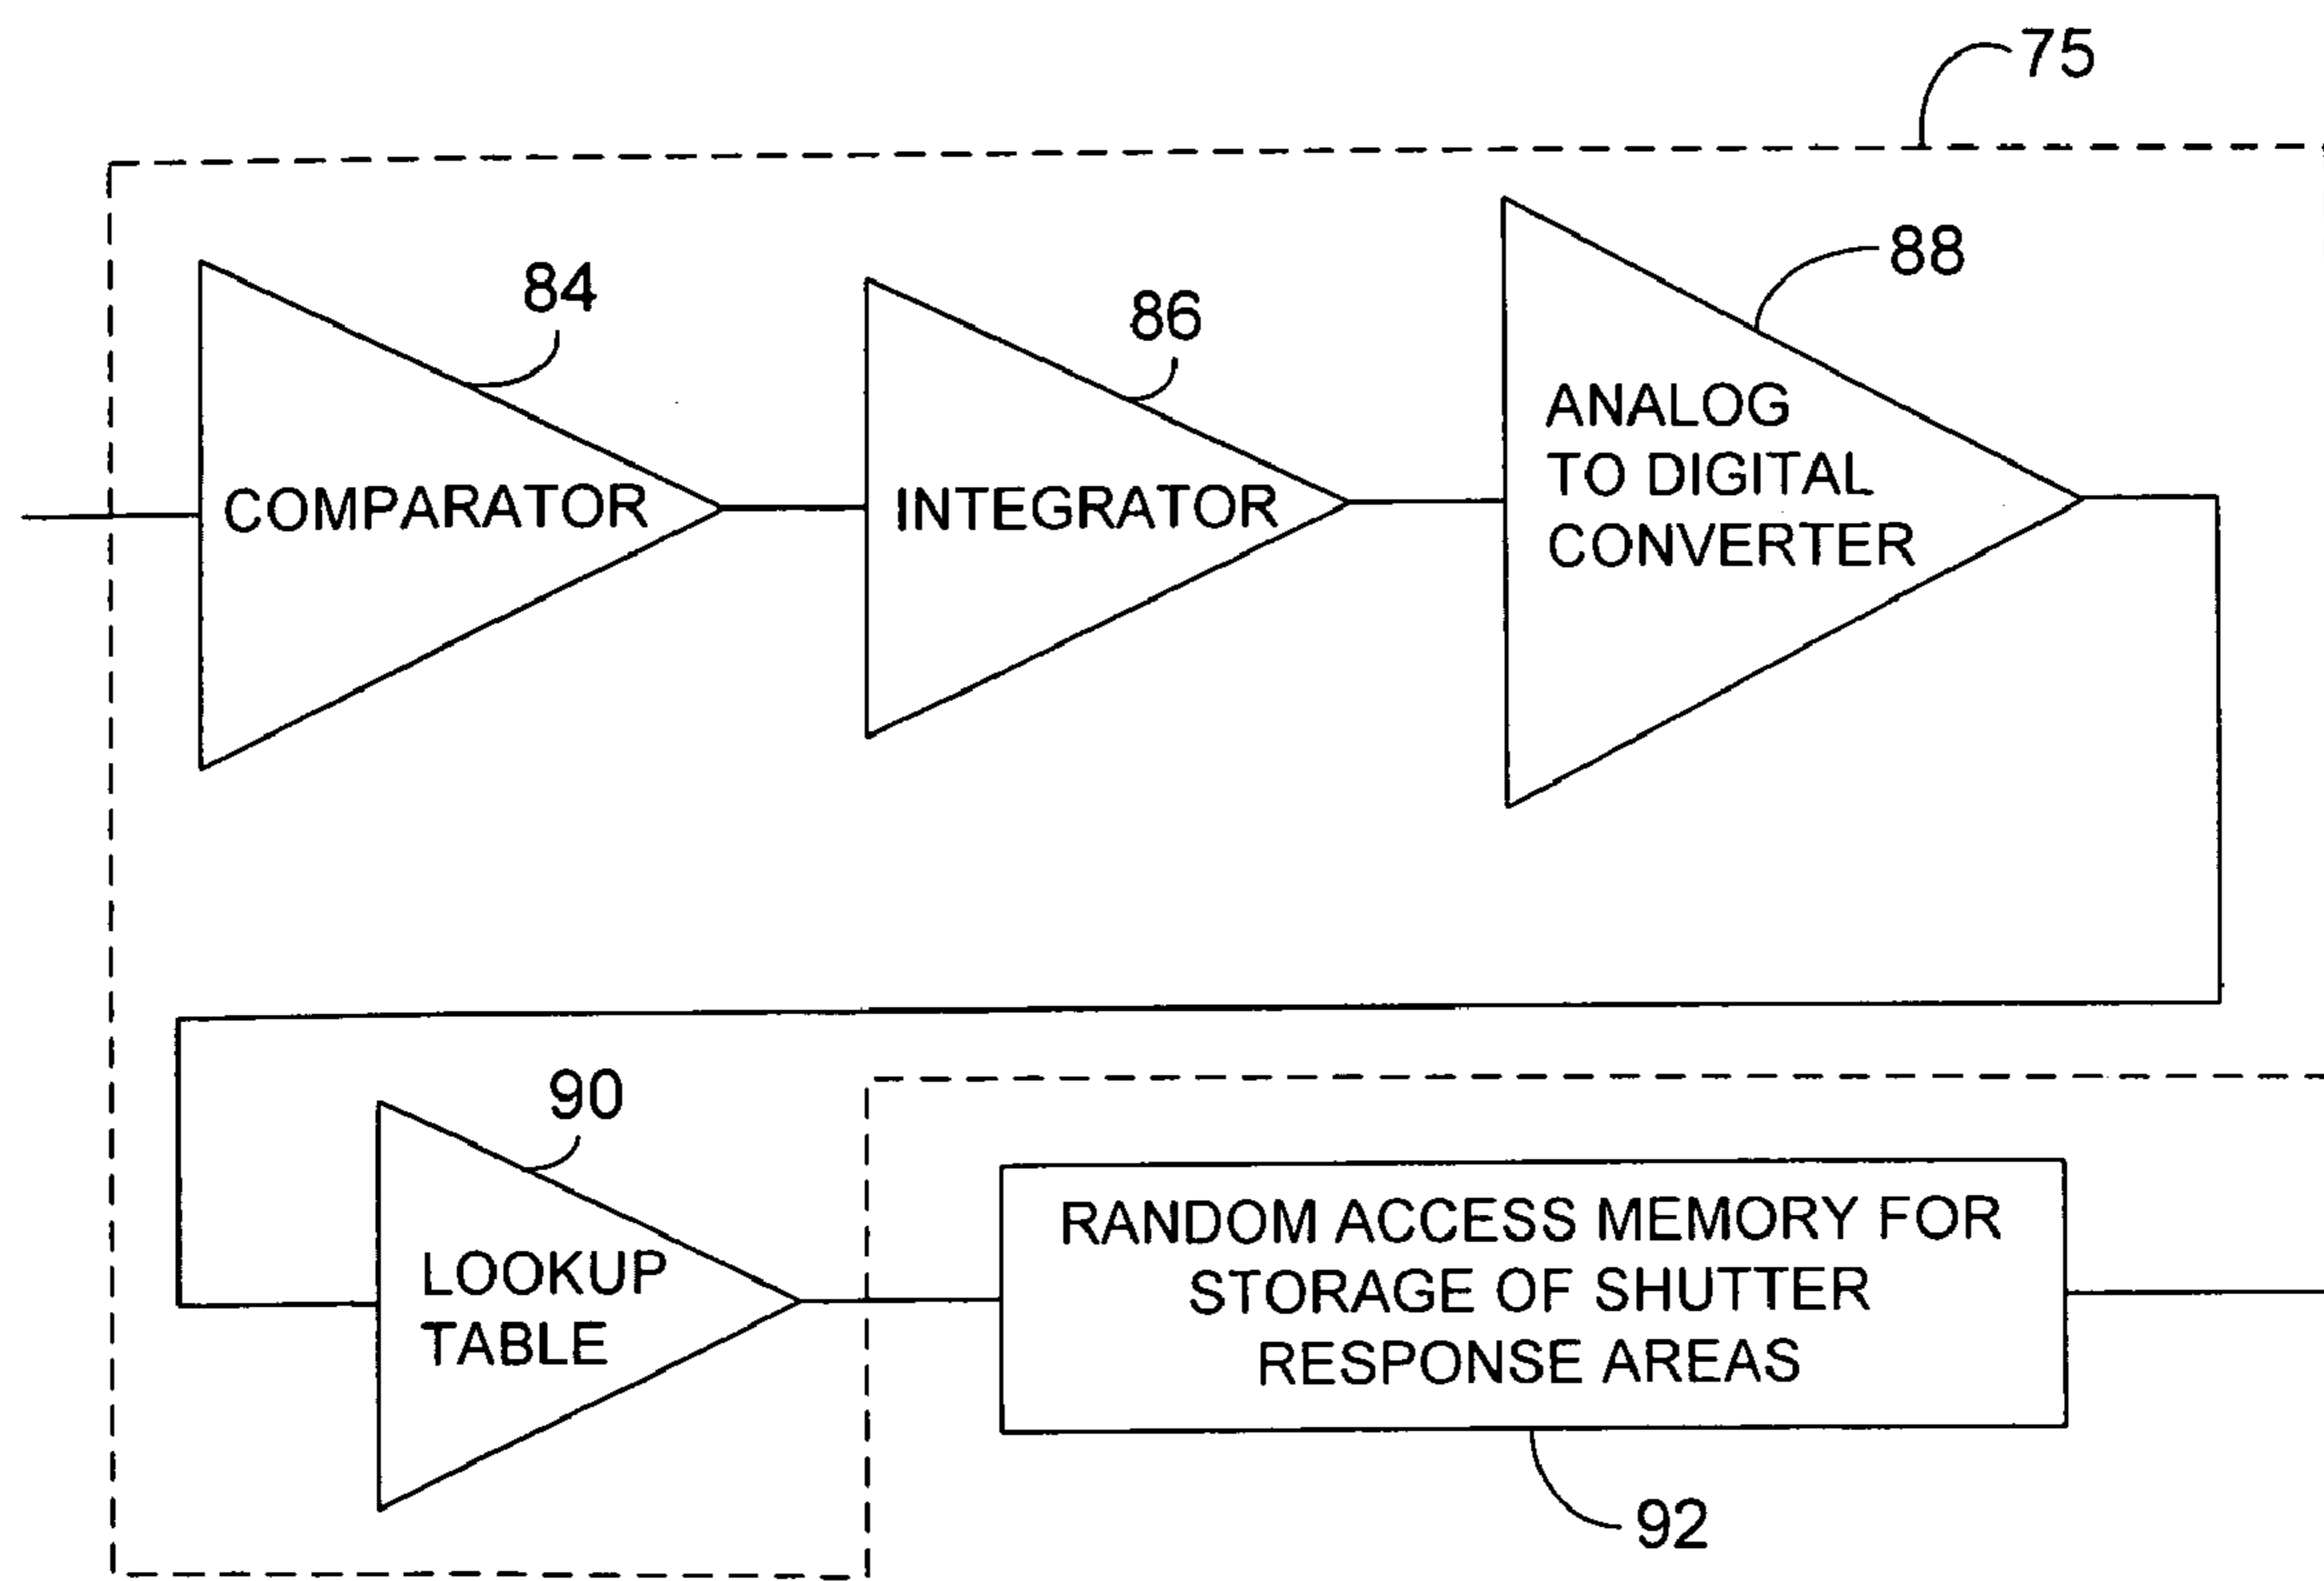 75
84
86
88
COMPARATOR
INTEGRATOR
ANALOG
TO DIGITAL
CONVERTER
90
LOOKUP
TABLE
RANDOM ACCESS MEMORY FOR
STORAGE OF SHUTTER
RESPONSE AREAS
92